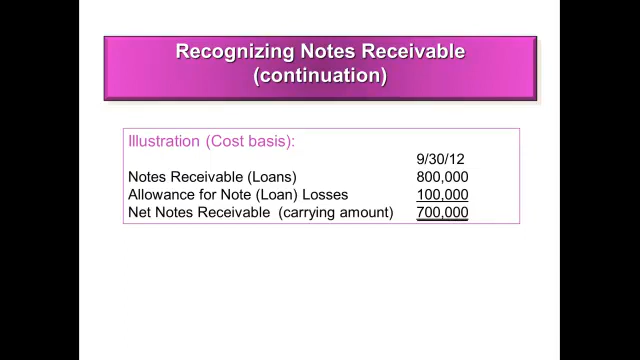 Recognizing Notes Receivable
(continuation)
Illustration (Cost basis):
9/30/12
Notes Receivable (Loans) 800,000
Allowance for Note (Loan) Losses 100,000
Net Notes Receivable (carrying amount) 700,000